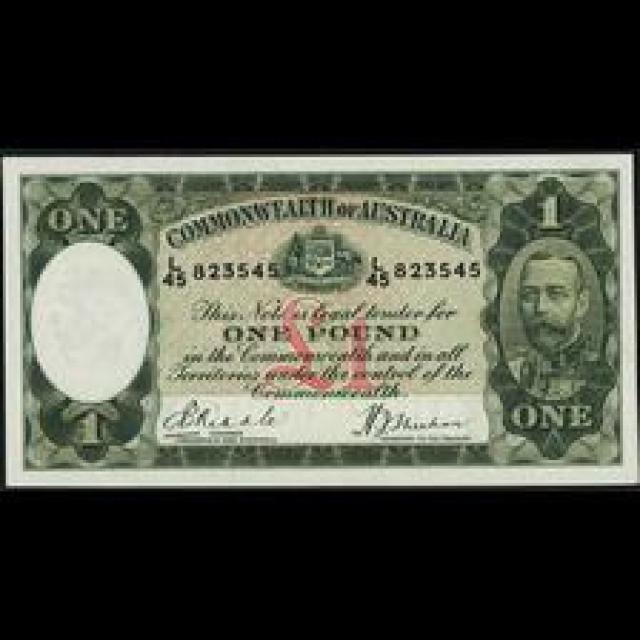 ONE
1
COMMONWEALTH OF AUSTRALIA
L/45 823545 L/45 823545
This Note is legal tender for
ONE POUND
in the Commonwealth and in all
Territories under the control of the
Commonwealth
£1
1
ONE